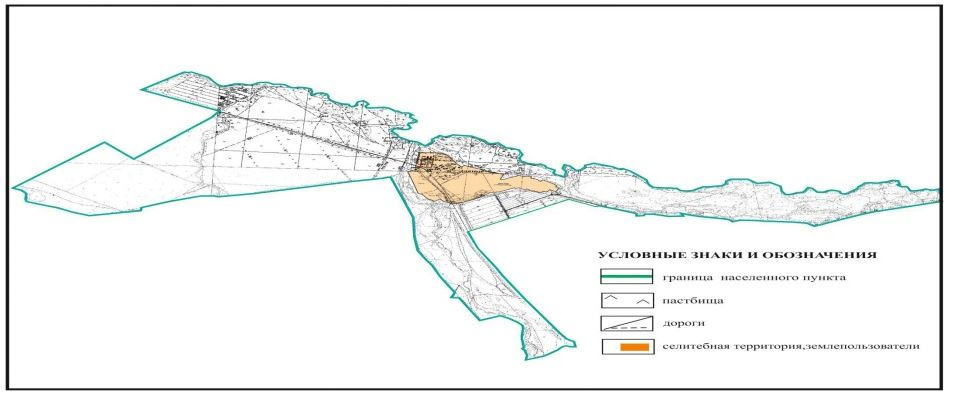 УСЛОВНЫЕ ЗНАКИ И ОБОЗНАЧЕНИЯ
граница населенного пункта
пастбища
дороги
селитебная территория,землепользователи